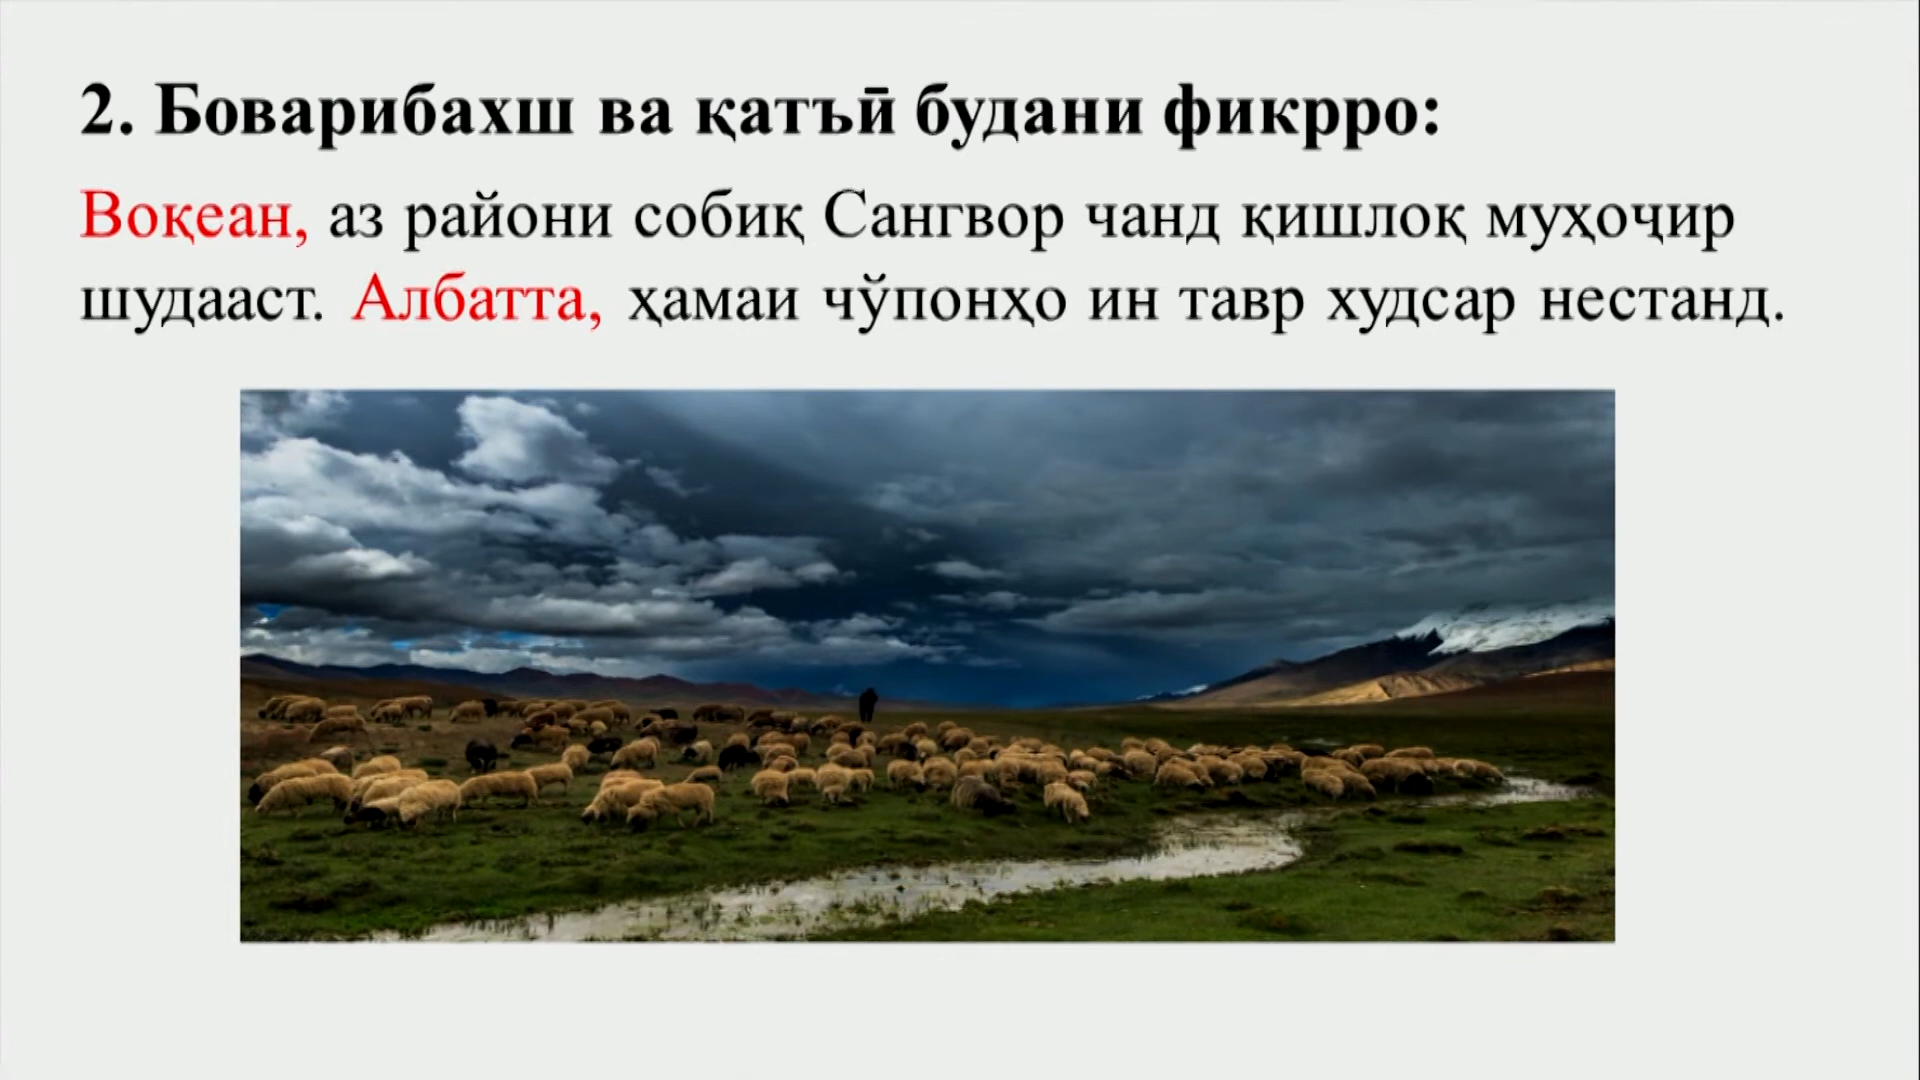 2. Боварибахш ва қатъӣ будани фикрро:
Воқеан, аз райони собиқ Сангвор чанд қишлоқ муҳоҷир
шудааст. Албатта, ҳамаи чӯпонҳо ин тавр худсар нестанд.